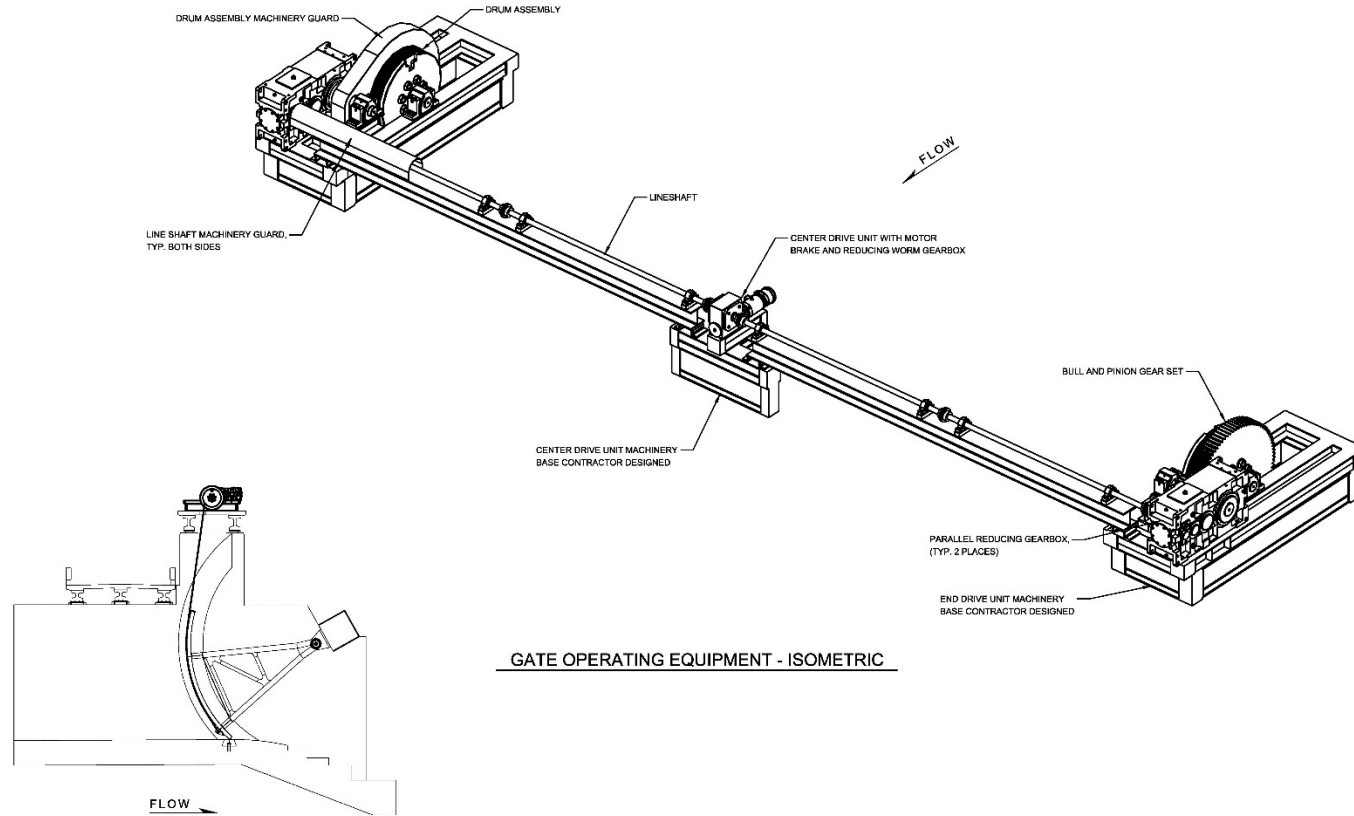 DRUM ASSEMBLY MACHINERY GUARD
DRUM ASSEMBLY
FLOW
LINESHAFT
LINE SHAFT MACHINERY GUARD,
TYP. BOTH SIDES
CENTER DRIVE UNIT WITH MOTOR
BRAKE AND REDUCING WORM GEARBOX
BULL AND PINION GEAR SET
CENTER DRIVE UNIT MACHINERY
BASE CONTRACTOR DESIGNED
PARALLEL REDUCING GEARBOX,
(TYP. 2 PLACES)
END DRIVE UNIT MACHINERY
BASE CONTRACTOR DESIGNED
GATE OPERATING EQUIPMENT - ISOMETRIC
FLOW